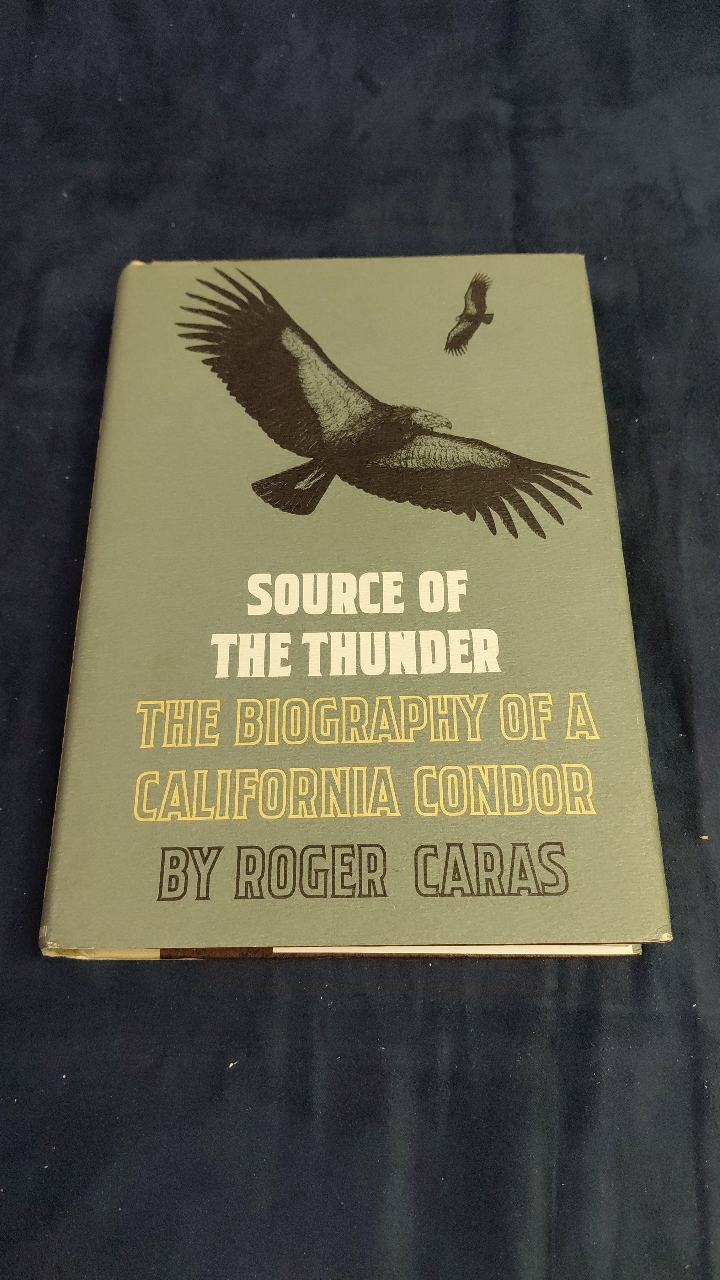 SOURCE OF
THE THUNDER
THE BIOGRAPHY OF A
CALIFORNIA CONDOR
BY ROGER CARAS